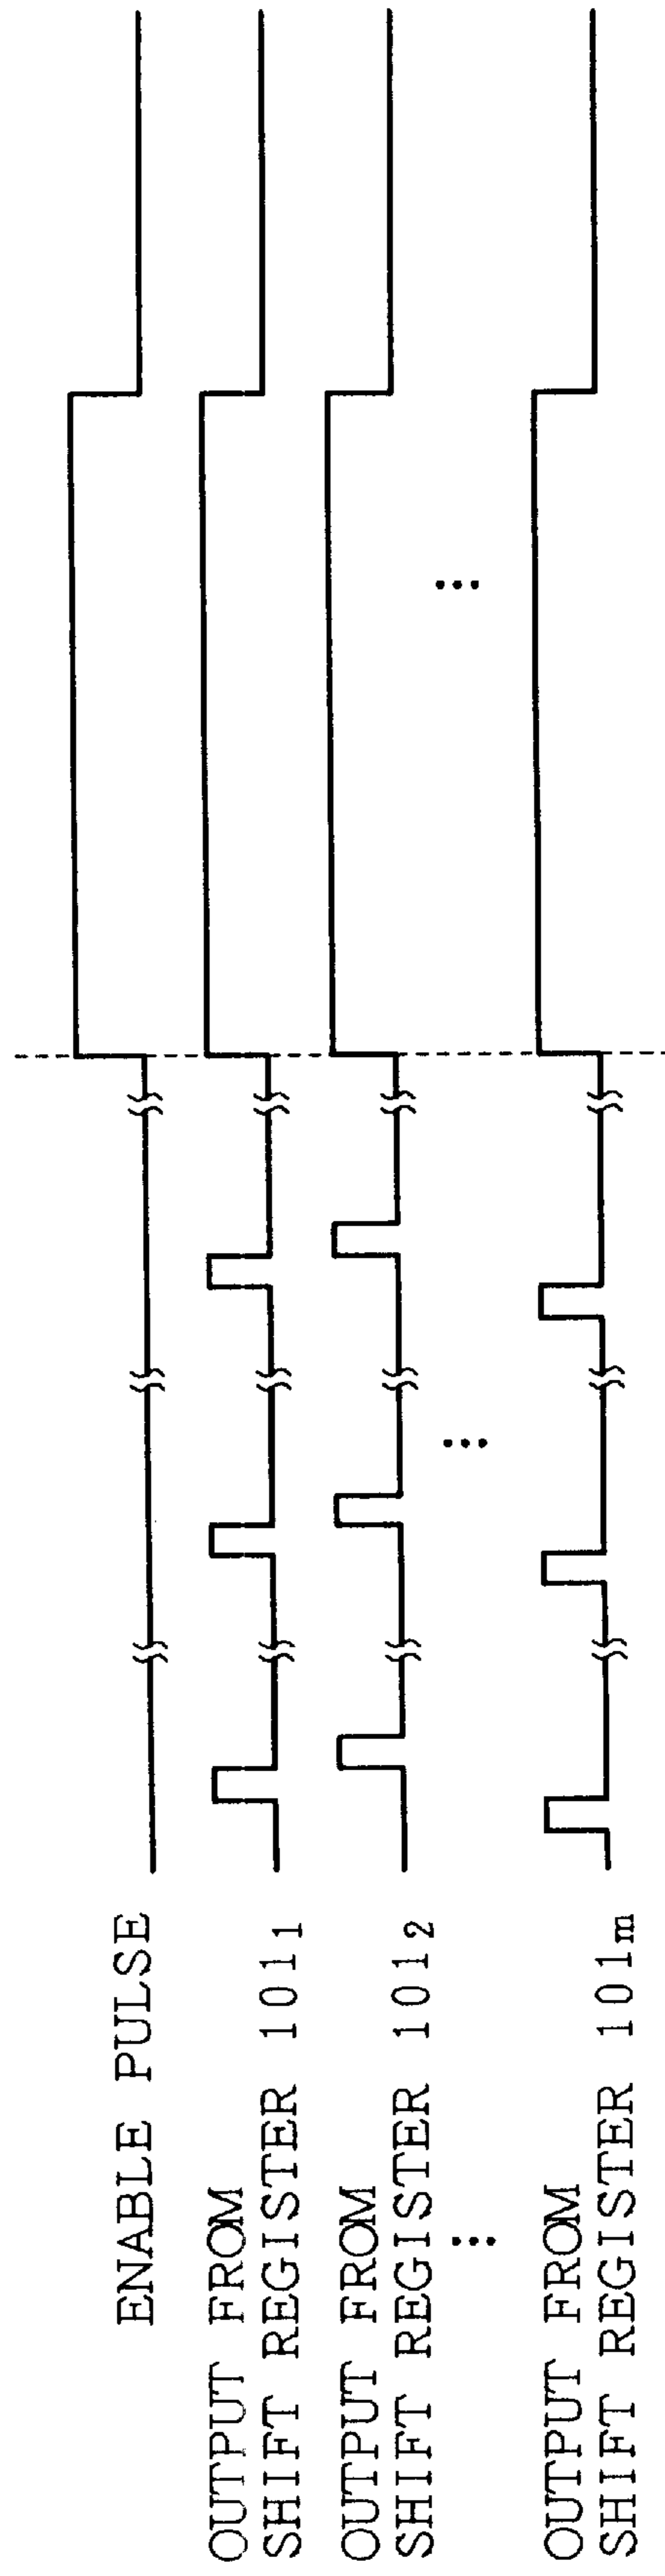 ENABLE PULSE
OUTPUT FROM
SHIFT REGISTER 101₁
OUTPUT FROM
SHIFT REGISTER 101₂
OUTPUT FROM
SHIFT REGISTER 101ₘ